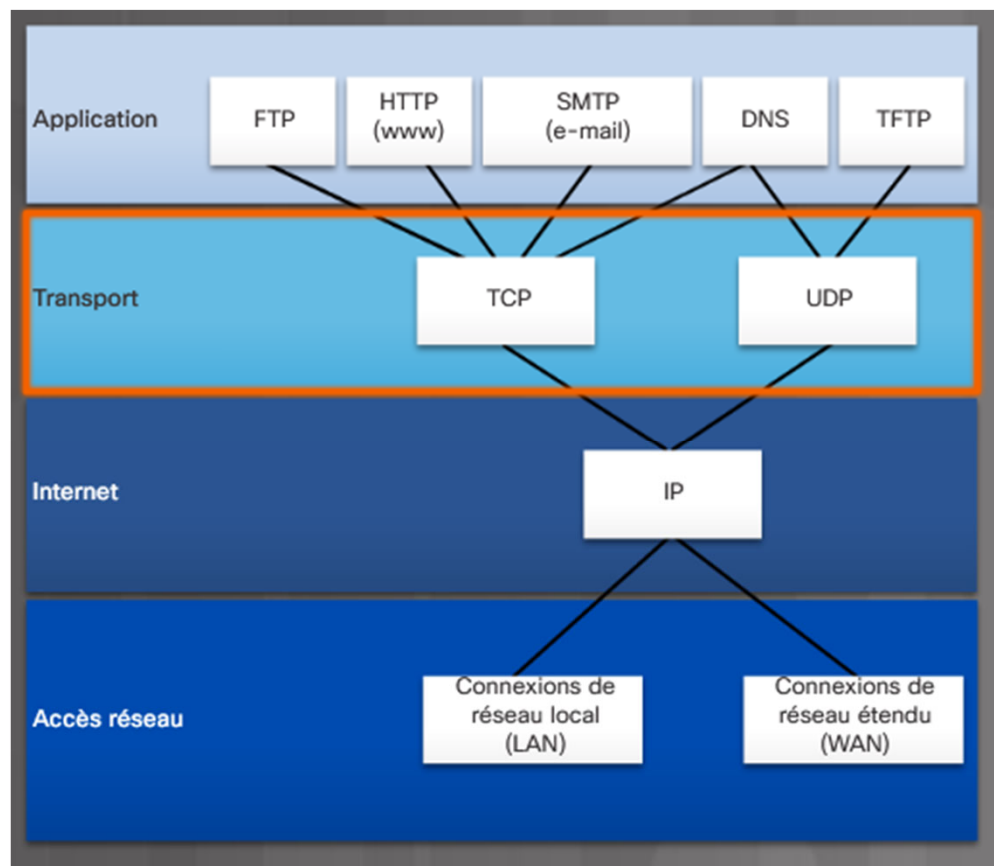 Application
FTP
HTTP
(www)
SMTP
(e-mail)
DNS
TFTP
Transport
TCP
UDP
Internet
IP
Accès réseau
Connexions de
réseau local
(LAN)
Connexions de
réseau étendu
(WAN)